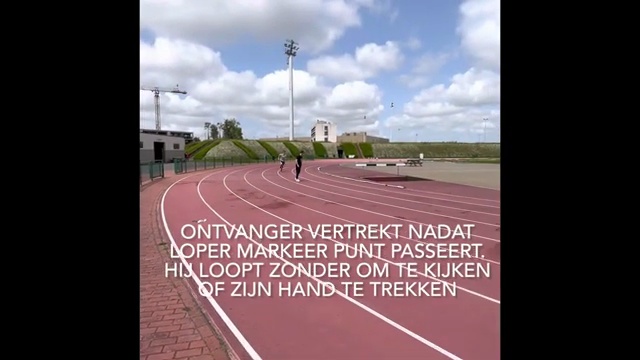 ONTVANGER VERTREKT NADAT
LOPER MARKEER PUNT PASSEERT.
HIJ LOOPT ZONDER OM TE KIJKEN
OF ZIJN HAND TE TREKKEN